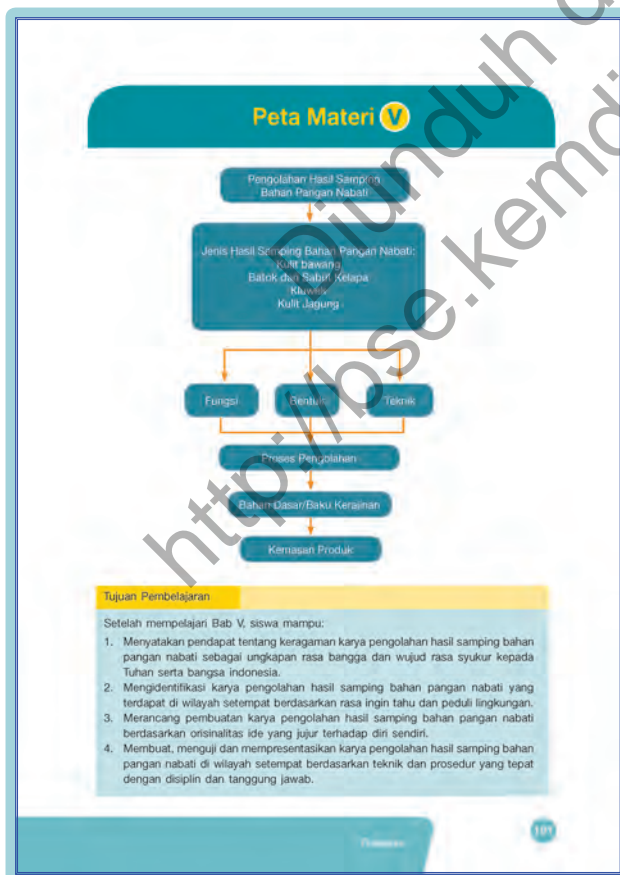 Peta Materi V
Pengolahan Hasil Samping
Bahan Pangan Nabati
Jenis Hasil Samping Bahan Pangan Nabati:
Kulit bawang
Batok dan Sabut Kelapa
Kluwek
Kulit Jagung
Fungsi
Bentuk
Teknik
Proses Pengolahan
Bahan Dasar/Baku Kerajinan
Kemasan Produk
Tujuan Pembelajaran
Setelah mempelajari Bab V, siswa mampu:
1. Menyatakan pendapat tentang keragaman karya pengolahan hasil samping bahan
pangan nabati sebagai ungkapan rasa bangga dan wujud rasa syukur kepada
Tuhan serta bangsa indonesia.
2. Mengidentifikasi karya pengolahan hasil samping bahan pangan nabati yang
terdapat di wilayah setempat berdasarkan rasa ingin tahu dan peduli lingkungan.
3. Merancang pembuatan karya pengolahan hasil samping bahan pangan nabati
berdasarkan orisinalitas ide yang jujur terhadap diri sendiri.
4. Membuat, menguji dan mempresentasikan karya pengolahan hasil samping bahan
pangan nabati di wilayah setempat berdasarkan teknik dan prosedur yang tepat
dengan disiplin dan tanggung jawab.
Diunduh
http://bse.kemdi